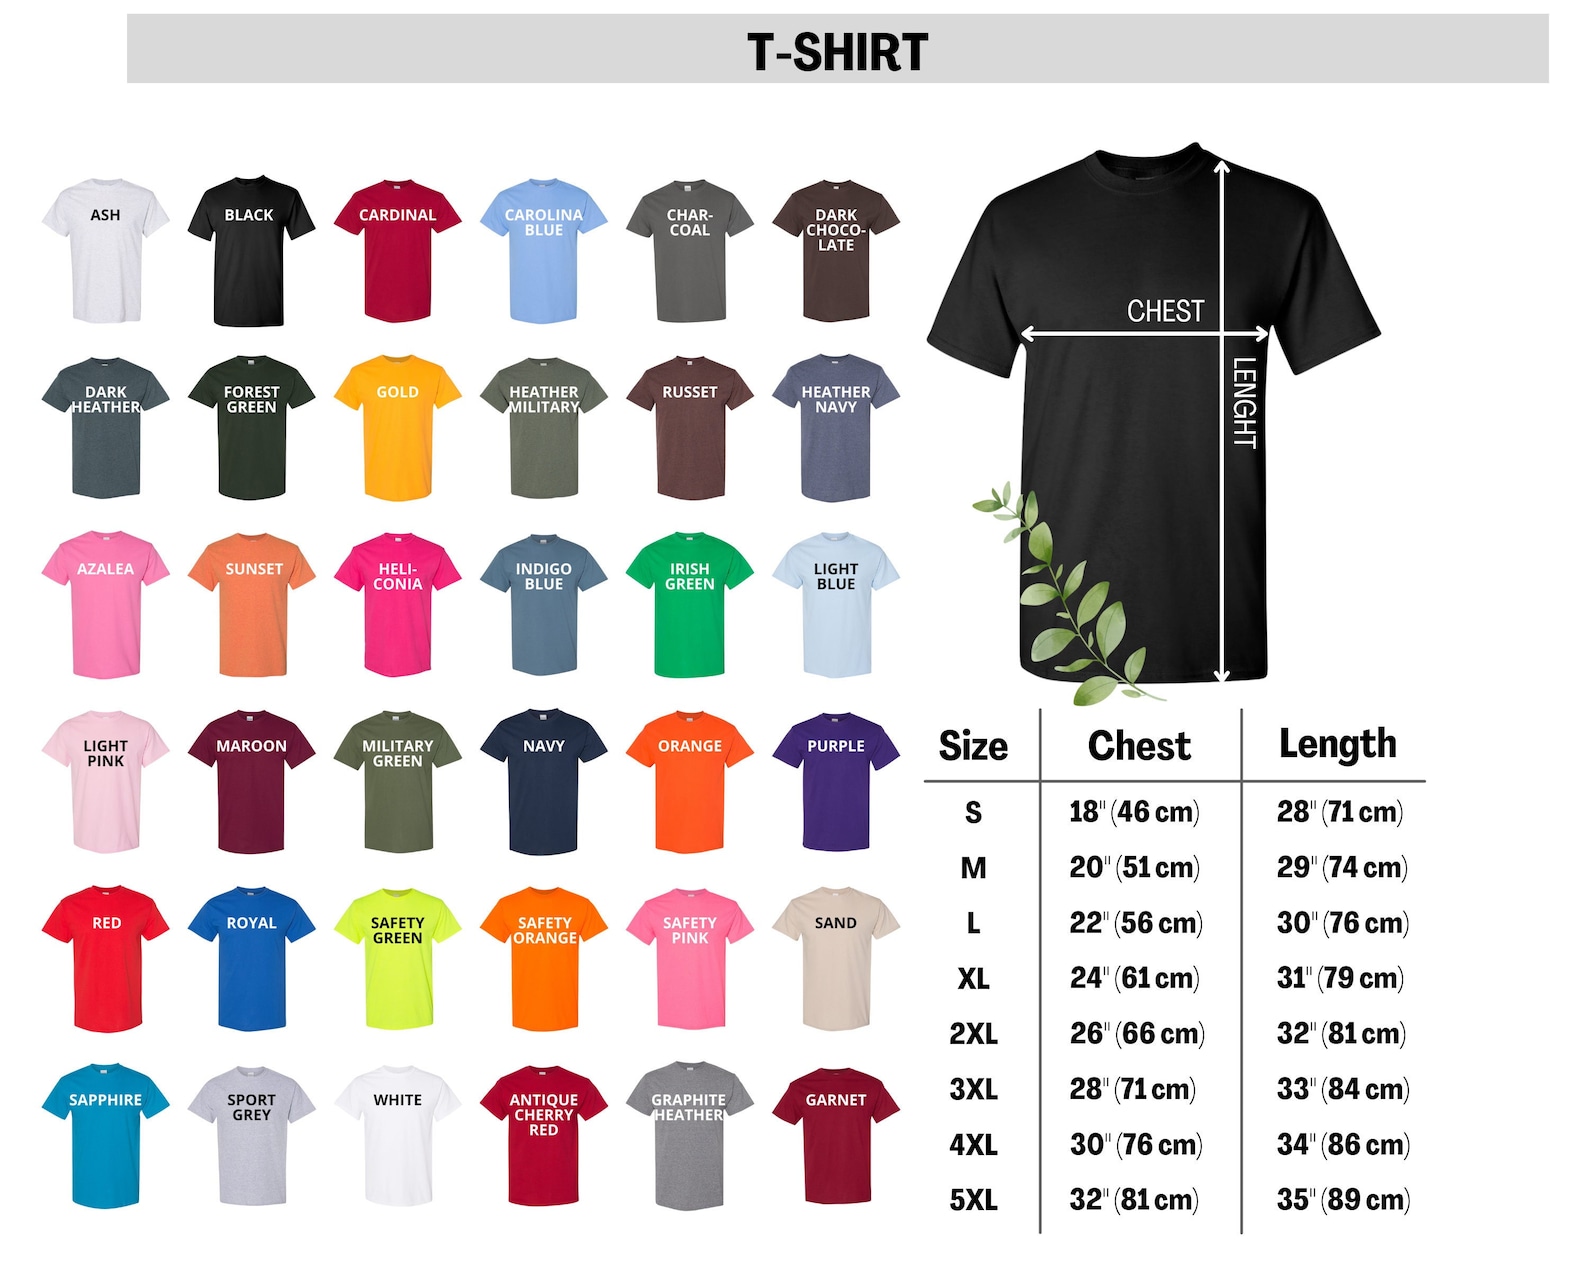 T-SHIRT
ASH
BLACK
CARDINAL
CAROLINA
BLUE
CHAR-
COAL
DARK
CHOCO-
LATE
DARK
HEATHER
FOREST
GREEN
GOLD
HEATHER
MILITARY
RUSSET
HEATHER
NAVY
AZALEA
SUNSET
HELI-
CONIA
INDIGO
BLUE
IRISH
GREEN
LIGHT
BLUE
LIGHT
PINK
MAROON
MILITARY
GREEN
NAVY
ORANGE
PURPLE
RED
ROYAL
SAFETY
GREEN
SAFETY
ORANGE
SAFETY
PINK
SAND
SAPPHIRE
SPORT
GREY
WHITE
ANTIQUE
CHERRY
RED
GRAPHITE
HEATHER
GARNET
CHEST
LENGHT
Size Chest Length
S 18" (46 cm) 28" (71 cm)
M 20" (51 cm) 29" (74 cm)
L 22" (56 cm) 30" (76 cm)
XL 24" (61 cm) 31" (79 cm)
2XL 26" (66 cm) 32" (81 cm)
3XL 28" (71 cm) 33" (84 cm)
4XL 30" (76 cm) 34" (86 cm)
5XL 32" (81 cm) 35" (89 cm)